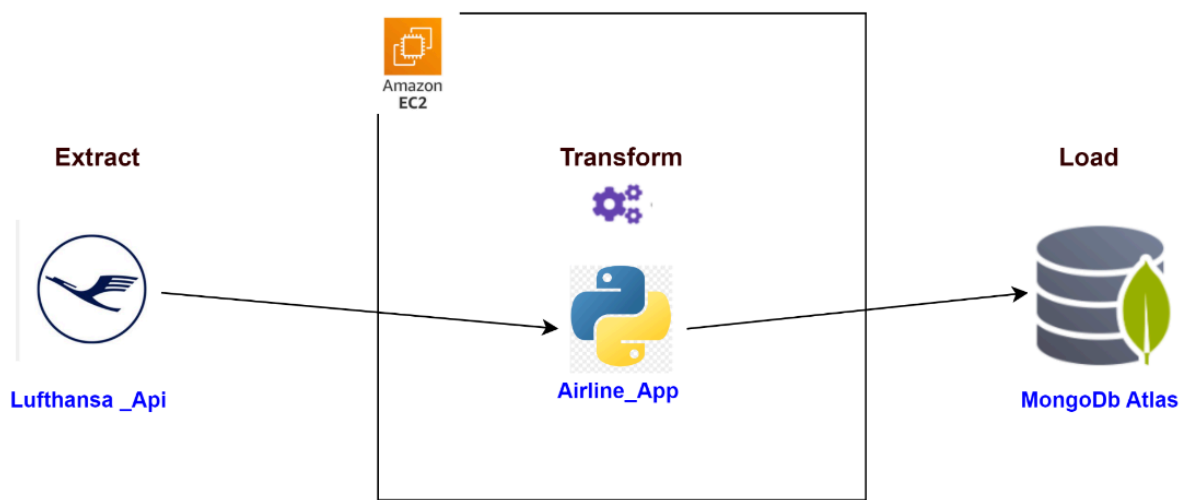 Amazon
EC2
Extract
Transform
Load
Lufthansa _Api
Airline_App
MongoDb Atlas